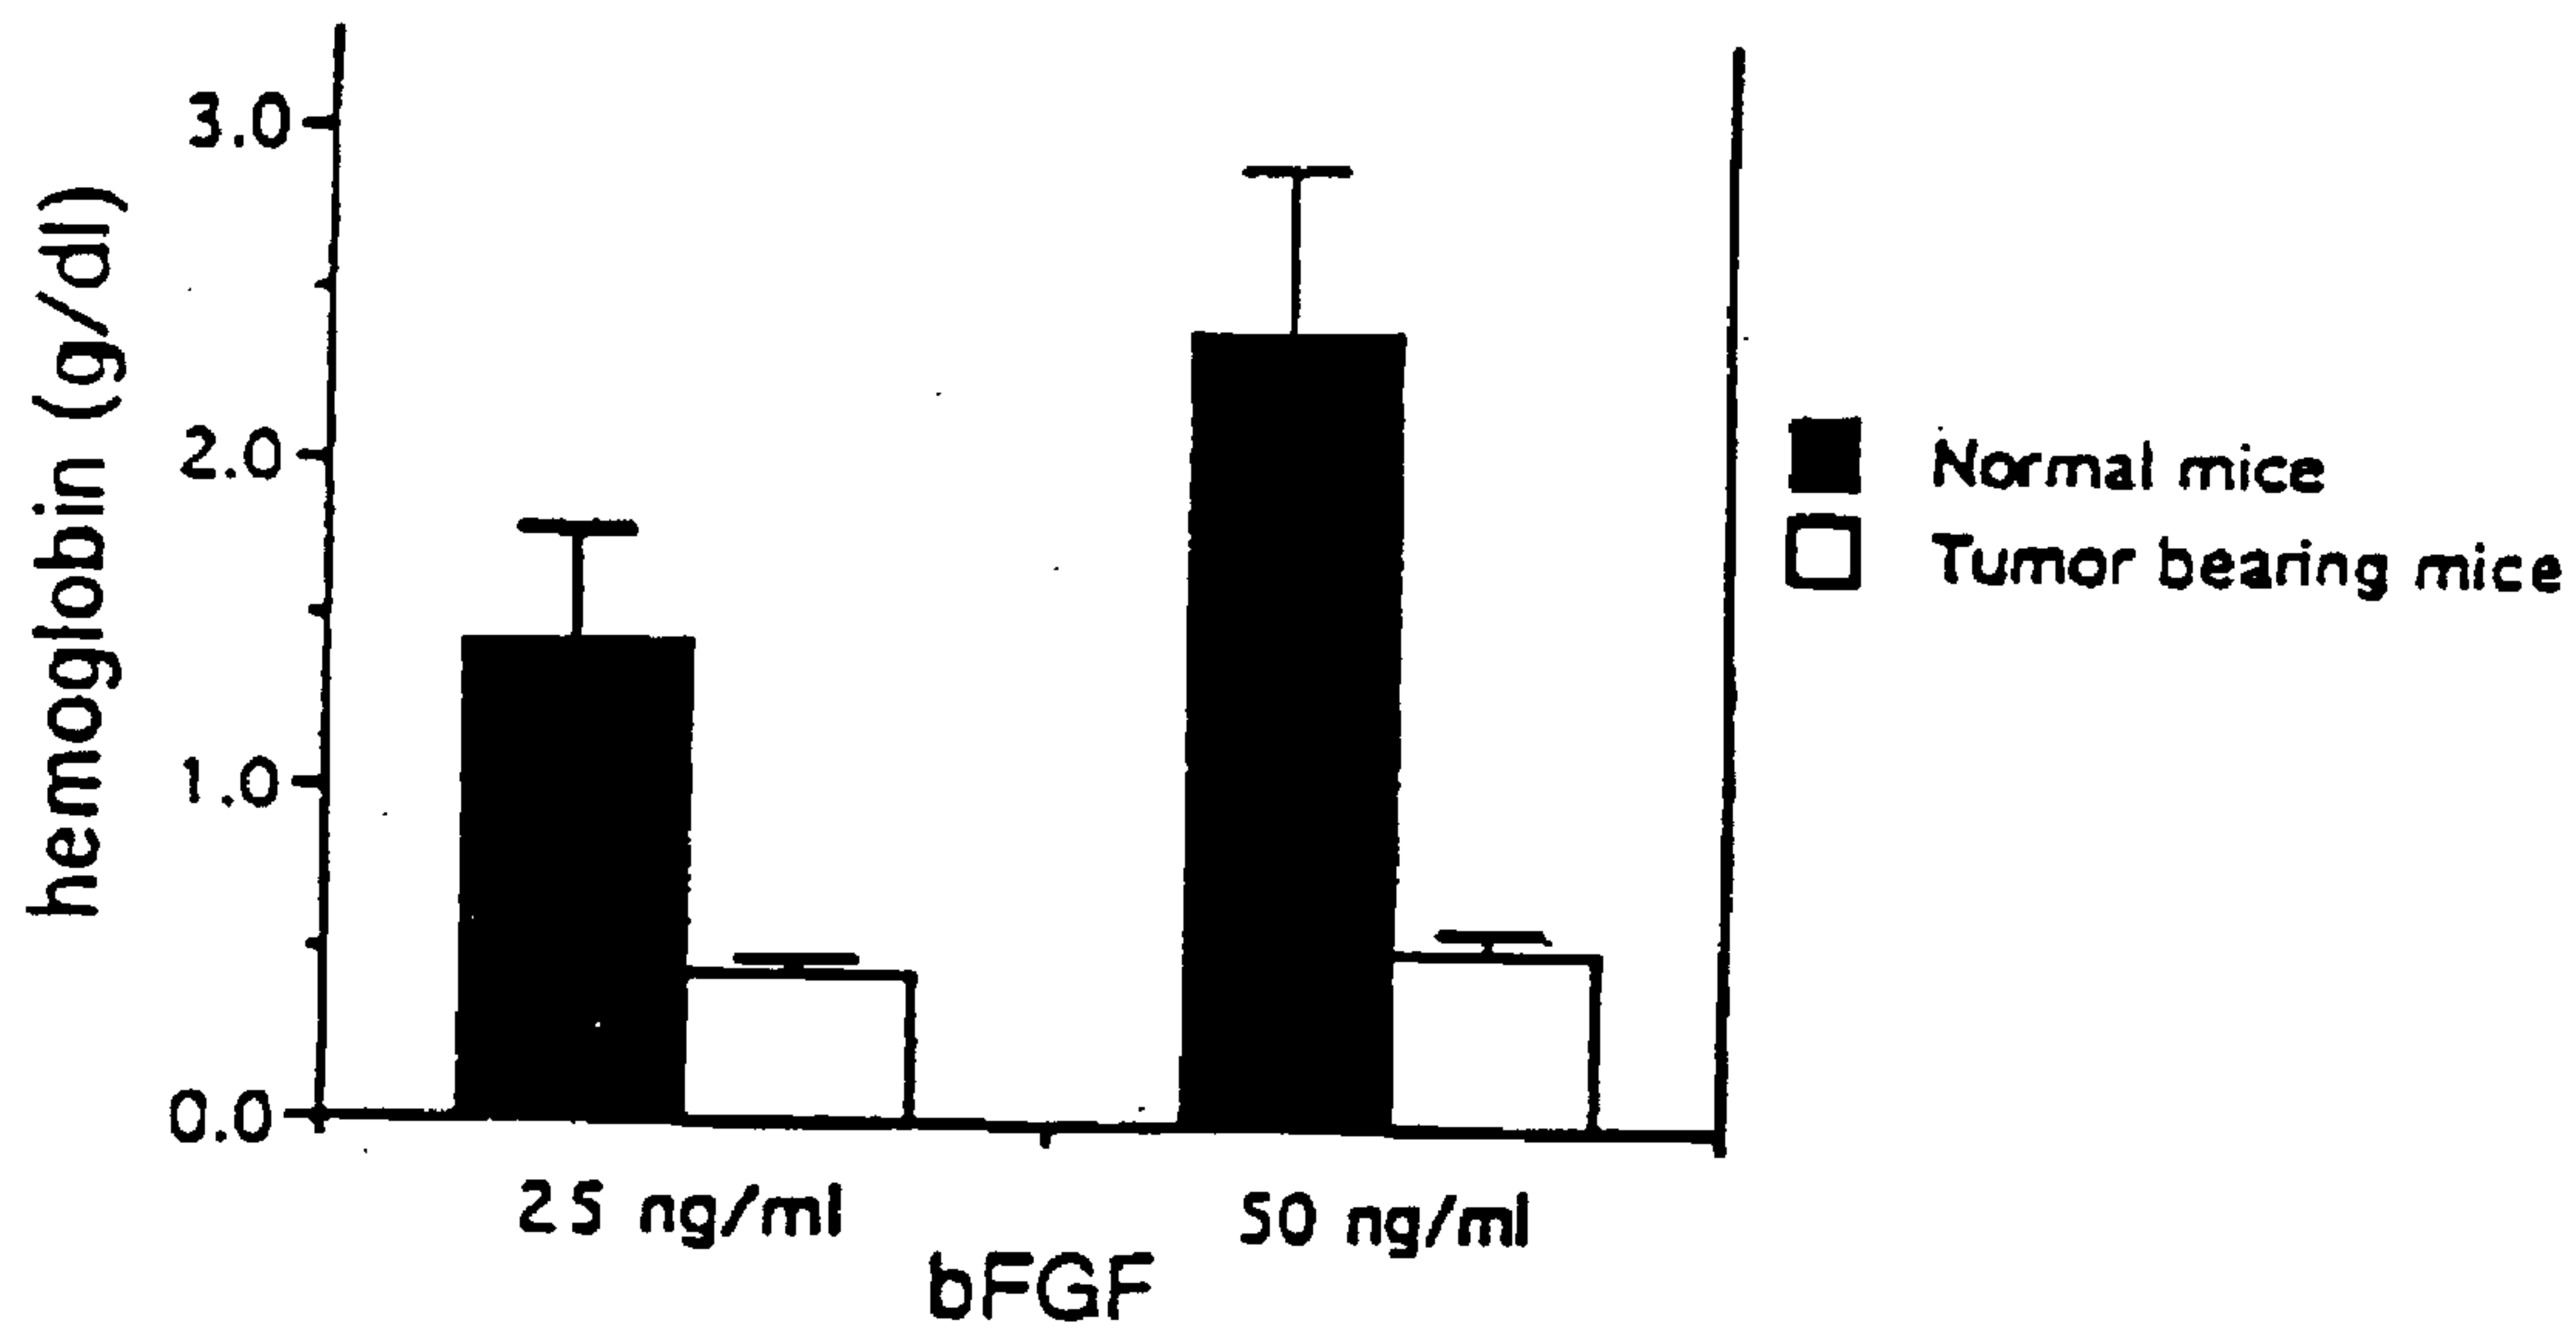 hemoglobin (g/dl)
3.0
2.0
1.0
0.0
25 ng/ml
50 ng/ml
bFGF
Normal mice
Tumor bearing mice